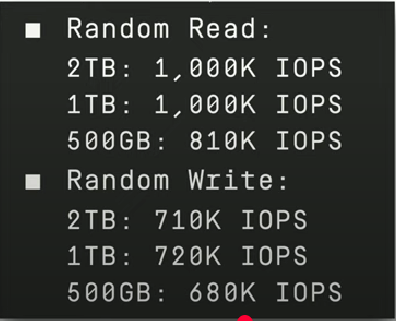 ■ Random Read:
2TB: 1,000K IOPS
1TB: 1,000K IOPS
500GB: 810K IOPS
■ Random Write:
2TB: 710K IOPS
1TB: 720K IOPS
500GB: 680K IOPS